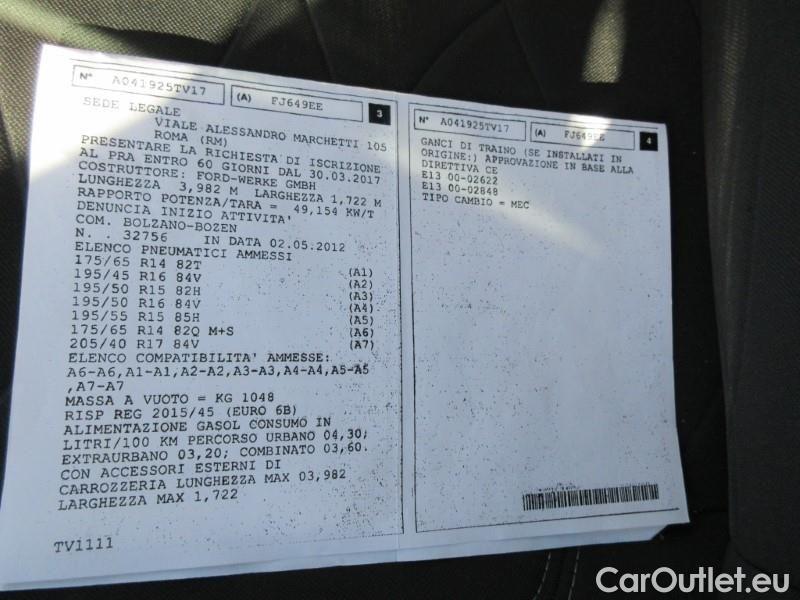 N° A041925TV17 (A) FJ649EE 3
SEDE LEGALE
VIALE ALESSANDRO MARCHETTI 105
ROMA (RM)
PRESENTARE LA RICHIESTA DI ISCRIZIONE
AL PRA ENTRO 60 GIORNI DAL 30.03.2017
COSTRUTTORE: FORD-WERKE GMBH
LUNGHEZZA 3,982 M LARGHEZZA 1,722 M
RAPPORTO POTENZA/TARA = 49,154 KW/T
DENUNCIA INIZIO ATTIVITA'
COM. BOLZANO-BOZEN
N. . 32756 IN DATA 02.05.2012
ELENCO PNEUMATICI AMMESSI
175/65 R14 82T (A1)
195/45 R16 84V (A2)
195/50 R15 82H (A3)
195/50 R16 84V (A4)
195/55 R15 85H (A5)
175/65 R14 82Q M+S (A6)
205/40 R17 84V (A7)
ELENCO COMPATIBILITA' AMMESSE:
A6-A6,A1-A1,A2-A2,A3-A3,A4-A4,A5-A5
,A7-A7
MASSA A VUOTO = KG 1048
RISP REG 2015/45 (EURO 6B)
ALIMENTAZIONE GASOL CONSUMO IN
LITRI/100 KM PERCORSO URBANO 04,30;
EXTRAURBANO 03,20; COMBINATO 03,60.
CON ACCESSORI ESTERNI DI
CARROZZERIA LUNGHEZZA MAX 03,982
LARGHEZZA MAX 1,722
TV1111
N° A041925TV17 (A) FJ649EE 4
GANCI DI TRAINO (SE INSTALLATI IN
ORIGINE:) APPROVAZIONE IN BASE ALLA
DIRETTIVA CE
E13 00-02622
E13 00-02848
TIPO CAMBIO = MEC
CarOutlet.eu